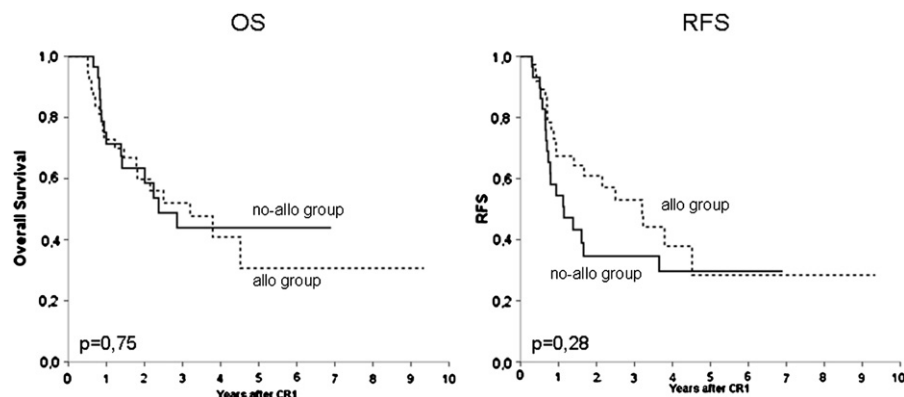 OS
Overall Survival
1,0
0,8
0,6
0,4
0,2
0,0
no-allo group
allo group
p=0,75
0 1 2 3 4 5 6 7 8 9 10
Years after CR1
RFS
RFS
1,0
0,8
0,6
0,4
0,2
0,0
allo group
no-allo group
p=0,28
0 1 2 3 4 5 6 7 8 9 10
Years after CR1